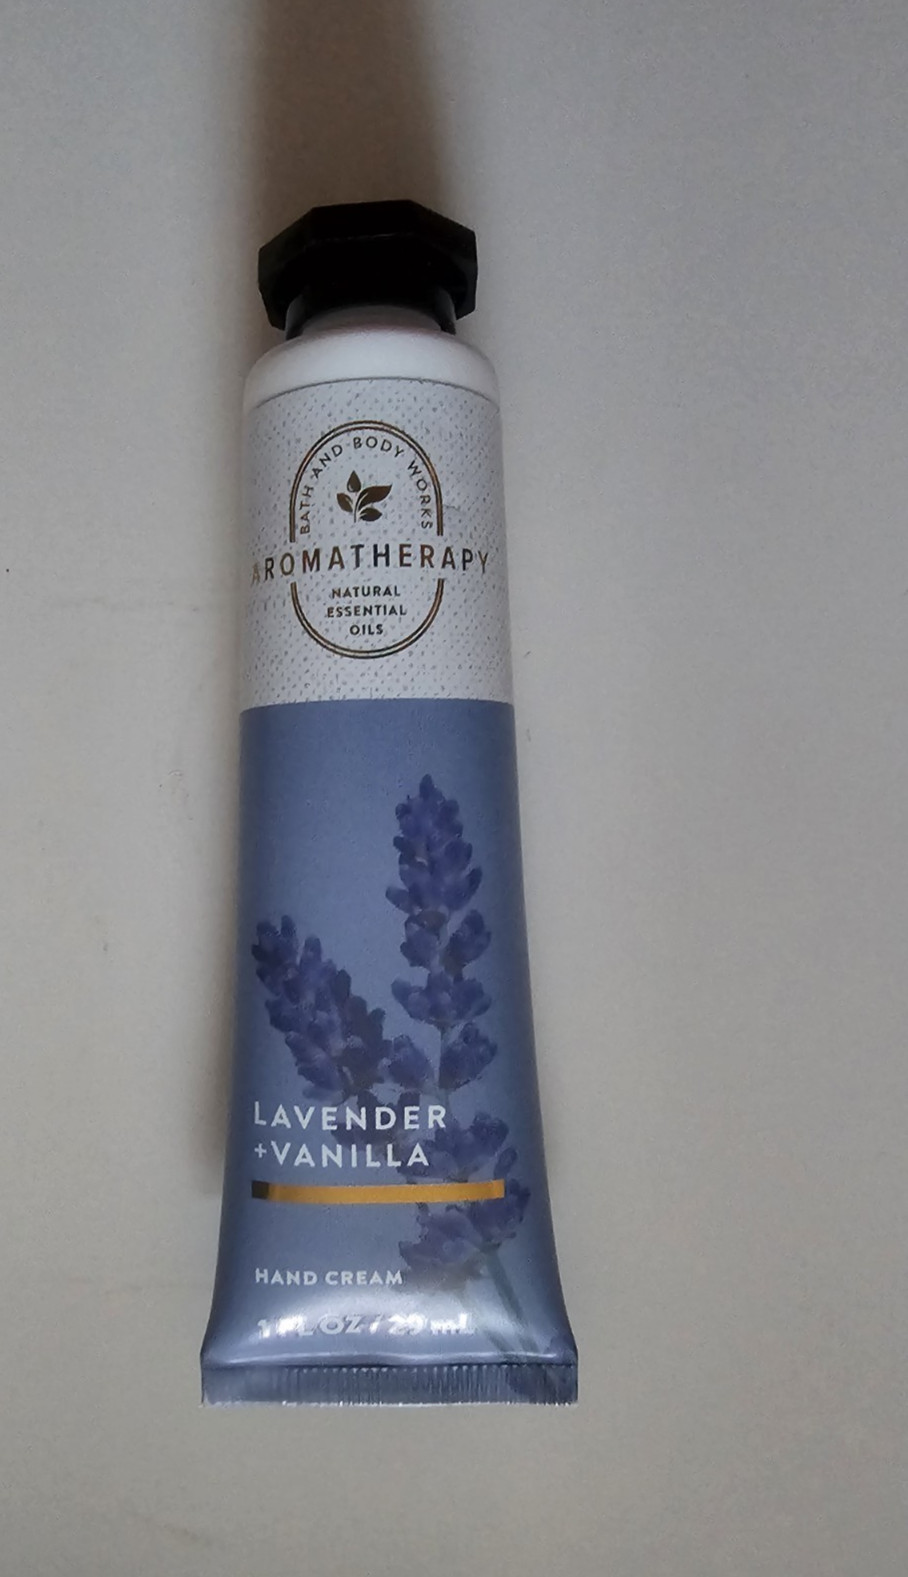 BATH AND BODY WORKS
AROMATHERAPY
NATURAL
ESSENTIAL
OILS
LAVENDER
+VANILLA
HAND CREAM
1 FL OZ / 29 mL